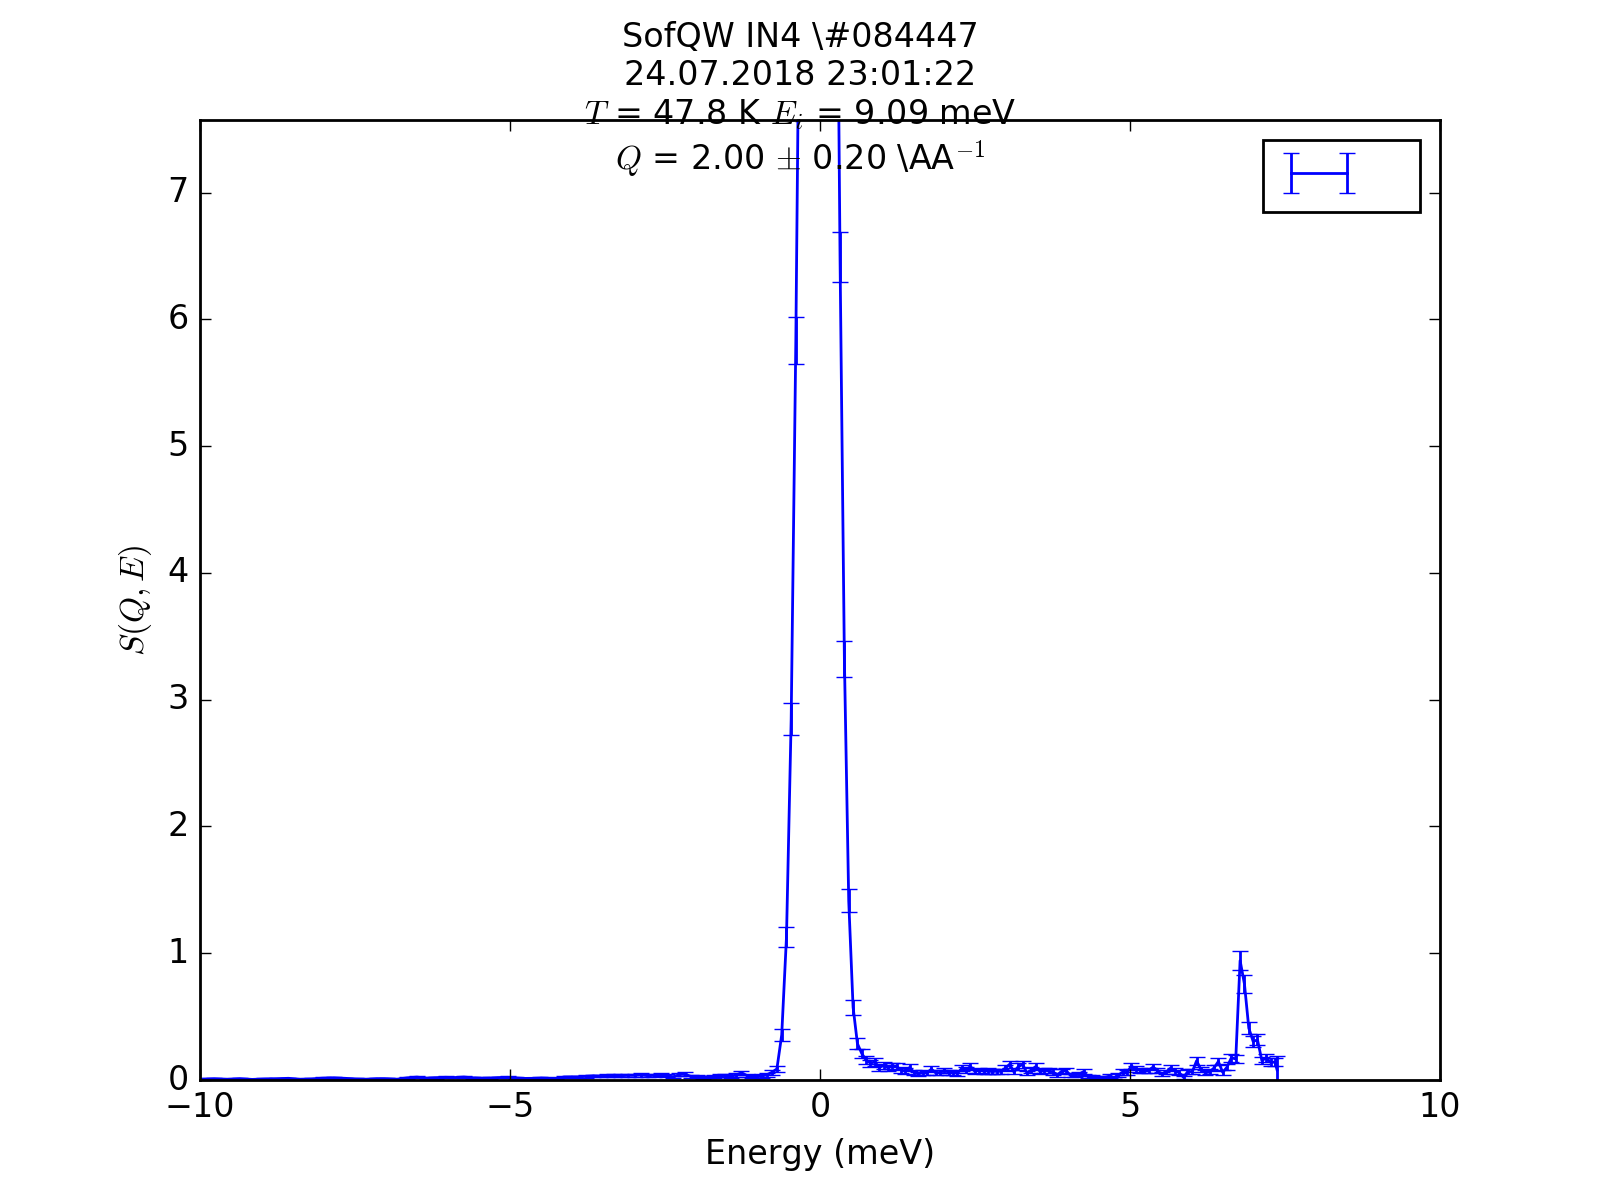 SofQW IN4 \#084447
24.07.2018 23:01:22
T = 47.8 K E_i = 9.09 meV
Q = 2.00 ± 0.20 \AA⁻¹
7
6
5
4
3
2
1
0
S(Q, E)
−10
−5
0
5
10
Energy (meV)